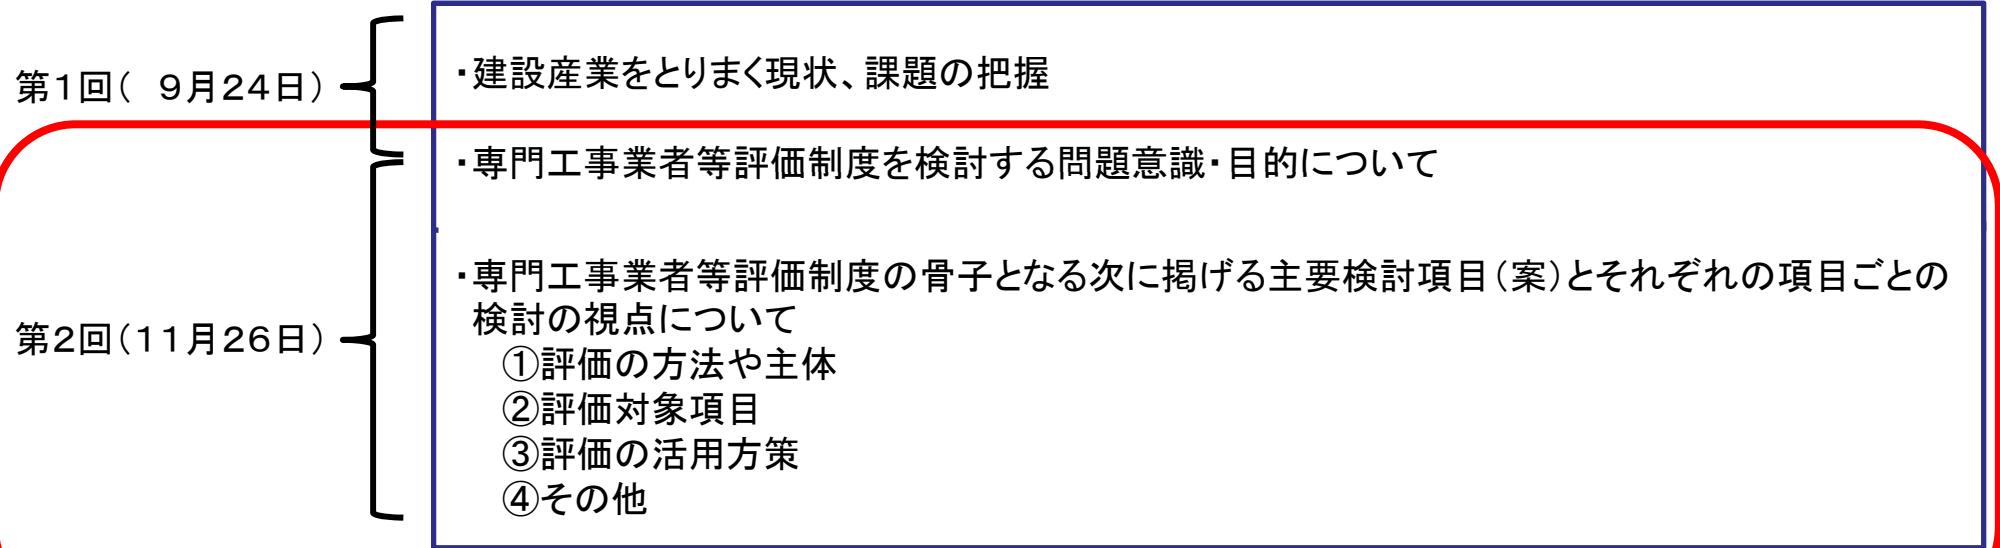 第1回(　9月24日)
・建設産業をとりまく現状、課題の把握
・専門工事業者等評価制度を検討する問題意識・目的について
第2回(11月26日)
・専門工事業者等評価制度の骨子となる次に掲げる主要検討項目(案)とそれぞれの項目ごとの
検討の視点について
①評価の方法や主体
②評価対象項目
③評価の活用方策
④その他